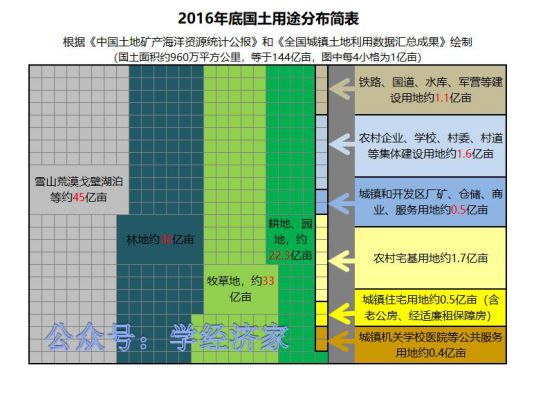 2016年底国土用途分布简表
根据《中国土地矿产海洋资源统计公报》和《全国城镇土地利用数据汇总成果》绘制
(国土面积约960万平方公里，等于144亿亩，图中每4小格为1亿亩)
雪山荒漠戈壁湖泊
等约45亿亩
林地约38亿亩
牧草地，约33
亿亩
耕地、园
地，约
22.3亿亩
铁路、国道、水库、军营等建
设用地约1.1亿亩
农村企业、学校、村委、村道
等集体建设用地约1.6亿亩
城镇和开发区厂矿、仓储、商
业、服务用地约0.5亿亩
农村宅基用地约1.7亿亩
城镇住宅用地约0.5亿亩（含
老公房、经适廉租保障房）
城镇机关学校医院等公共服务
用地约0.4亿亩
公众号：学经济家